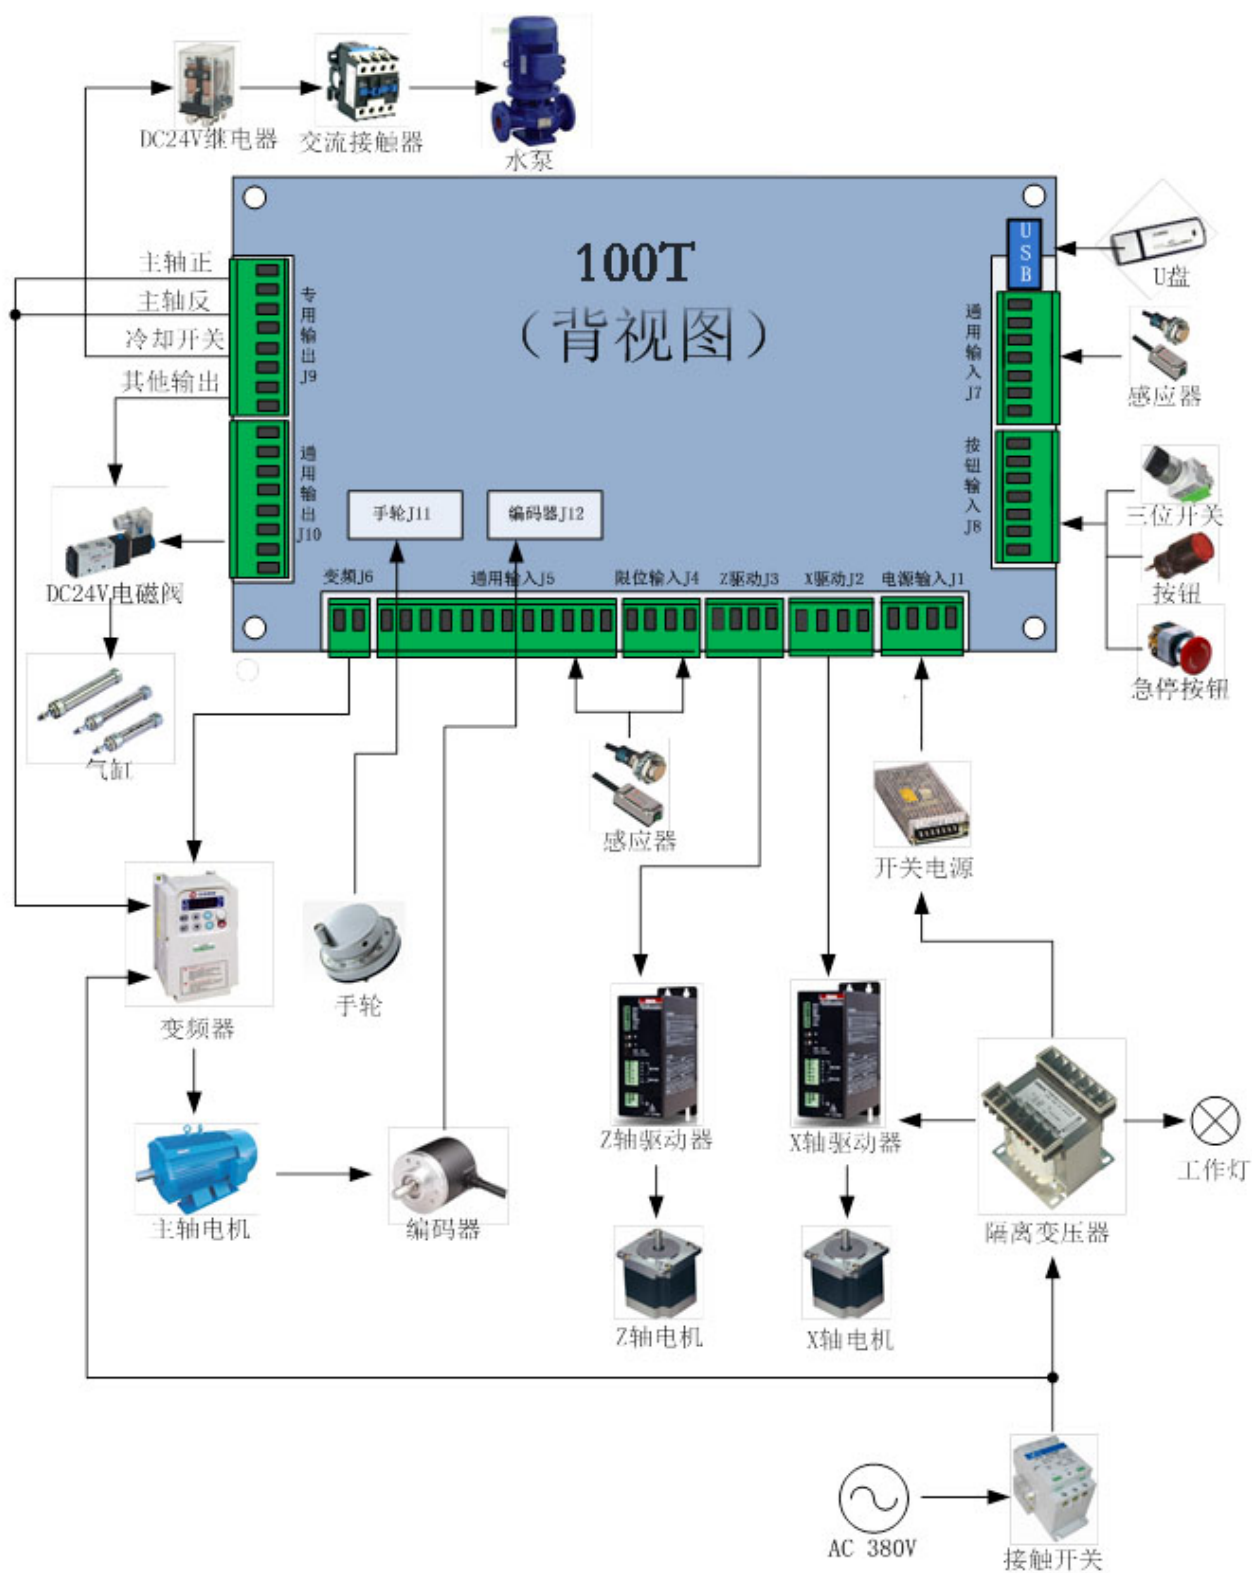 DC24V继电器
交流接触器
水泵
100T
(背视图)
USB
U盘
主轴正
主轴反
冷却开关
其他输出
专用输出J9
通用输出J10
通用输入J7
按钮输入J8
感应器
三位开关
按钮
急停按钮
手轮J11
编码器J12
DC24V电磁阀
气缸
变频J6
通用输入J5
限位输入J4
Z驱动J3
X驱动J2
电源输入J1
感应器
开关电源
变频器
手轮
Z轴驱动器
X轴驱动器
工作灯
主轴电机
编码器
隔离变压器
Z轴电机
X轴电机
AC 380V
接触开关